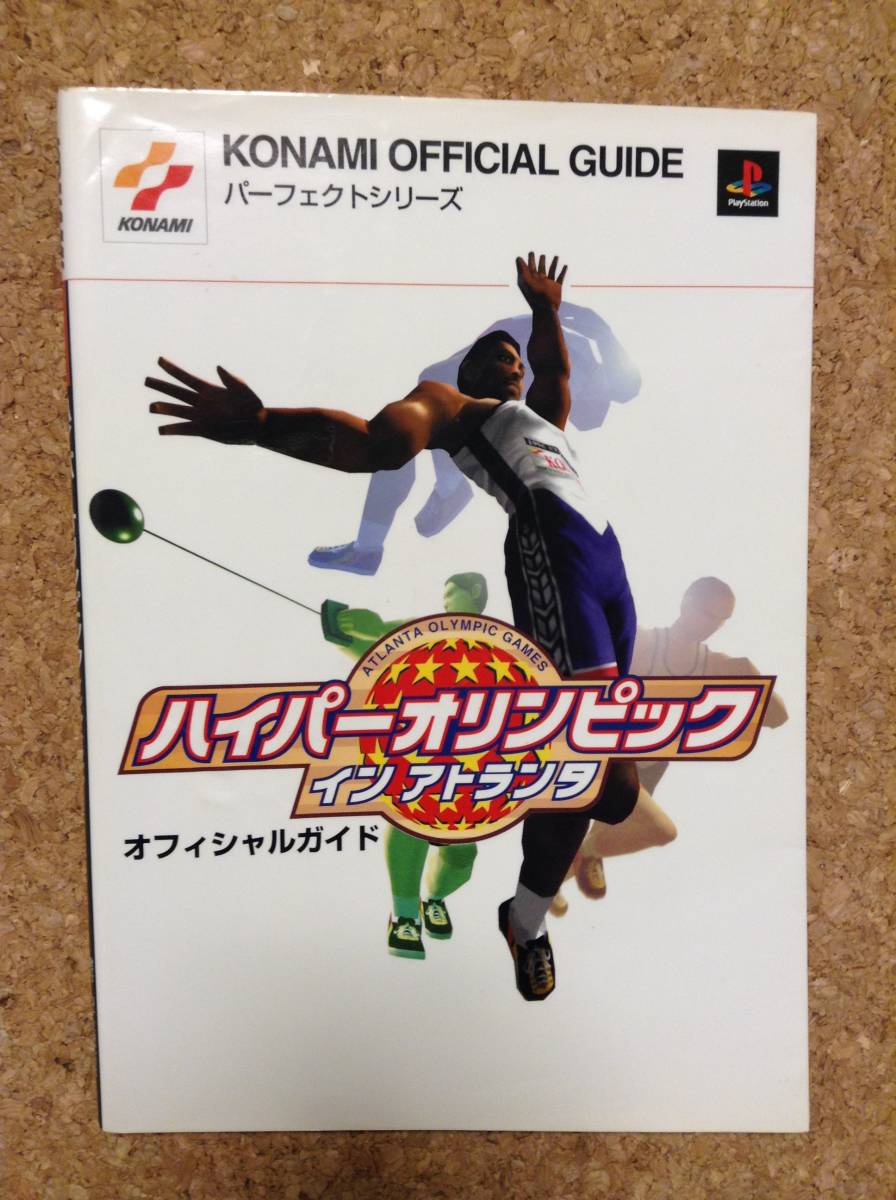 KONAMI OFFICIAL GUIDE
パーフェクトシリーズ
KONAMI
PlayStation
ATLANTA OLYMPIC GAMES
ハイパーオリンピック
イン アトランタ
オフィシャルガイド